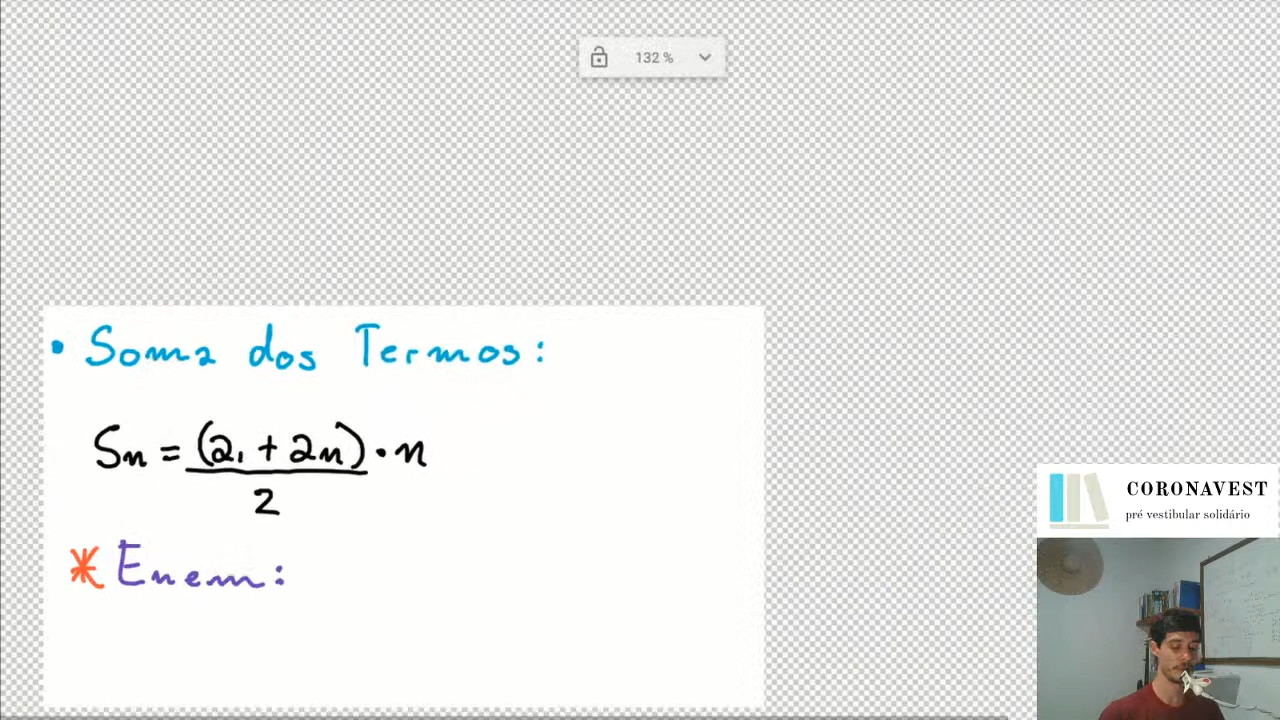 132 %
• Soma dos Termos:
Sn = (a₁ + an) · n
2
* Enem:
CORONAVEST
pré vestibular solidário